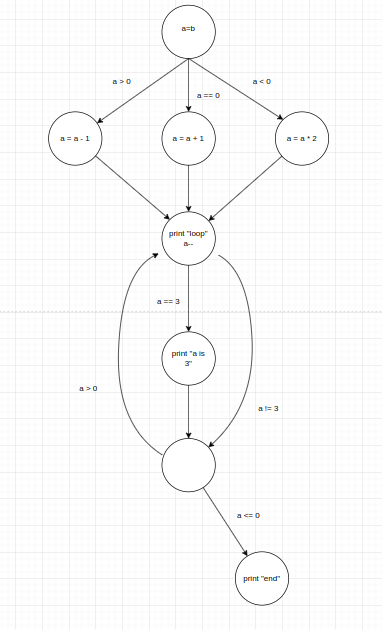 a=b
a > 0
a < 0
a == 0
a = a - 1
a = a + 1
a = a * 2
print "loop"
a--
a == 3
print "a is
3"
a > 0
a != 3
a <= 0
print "end"